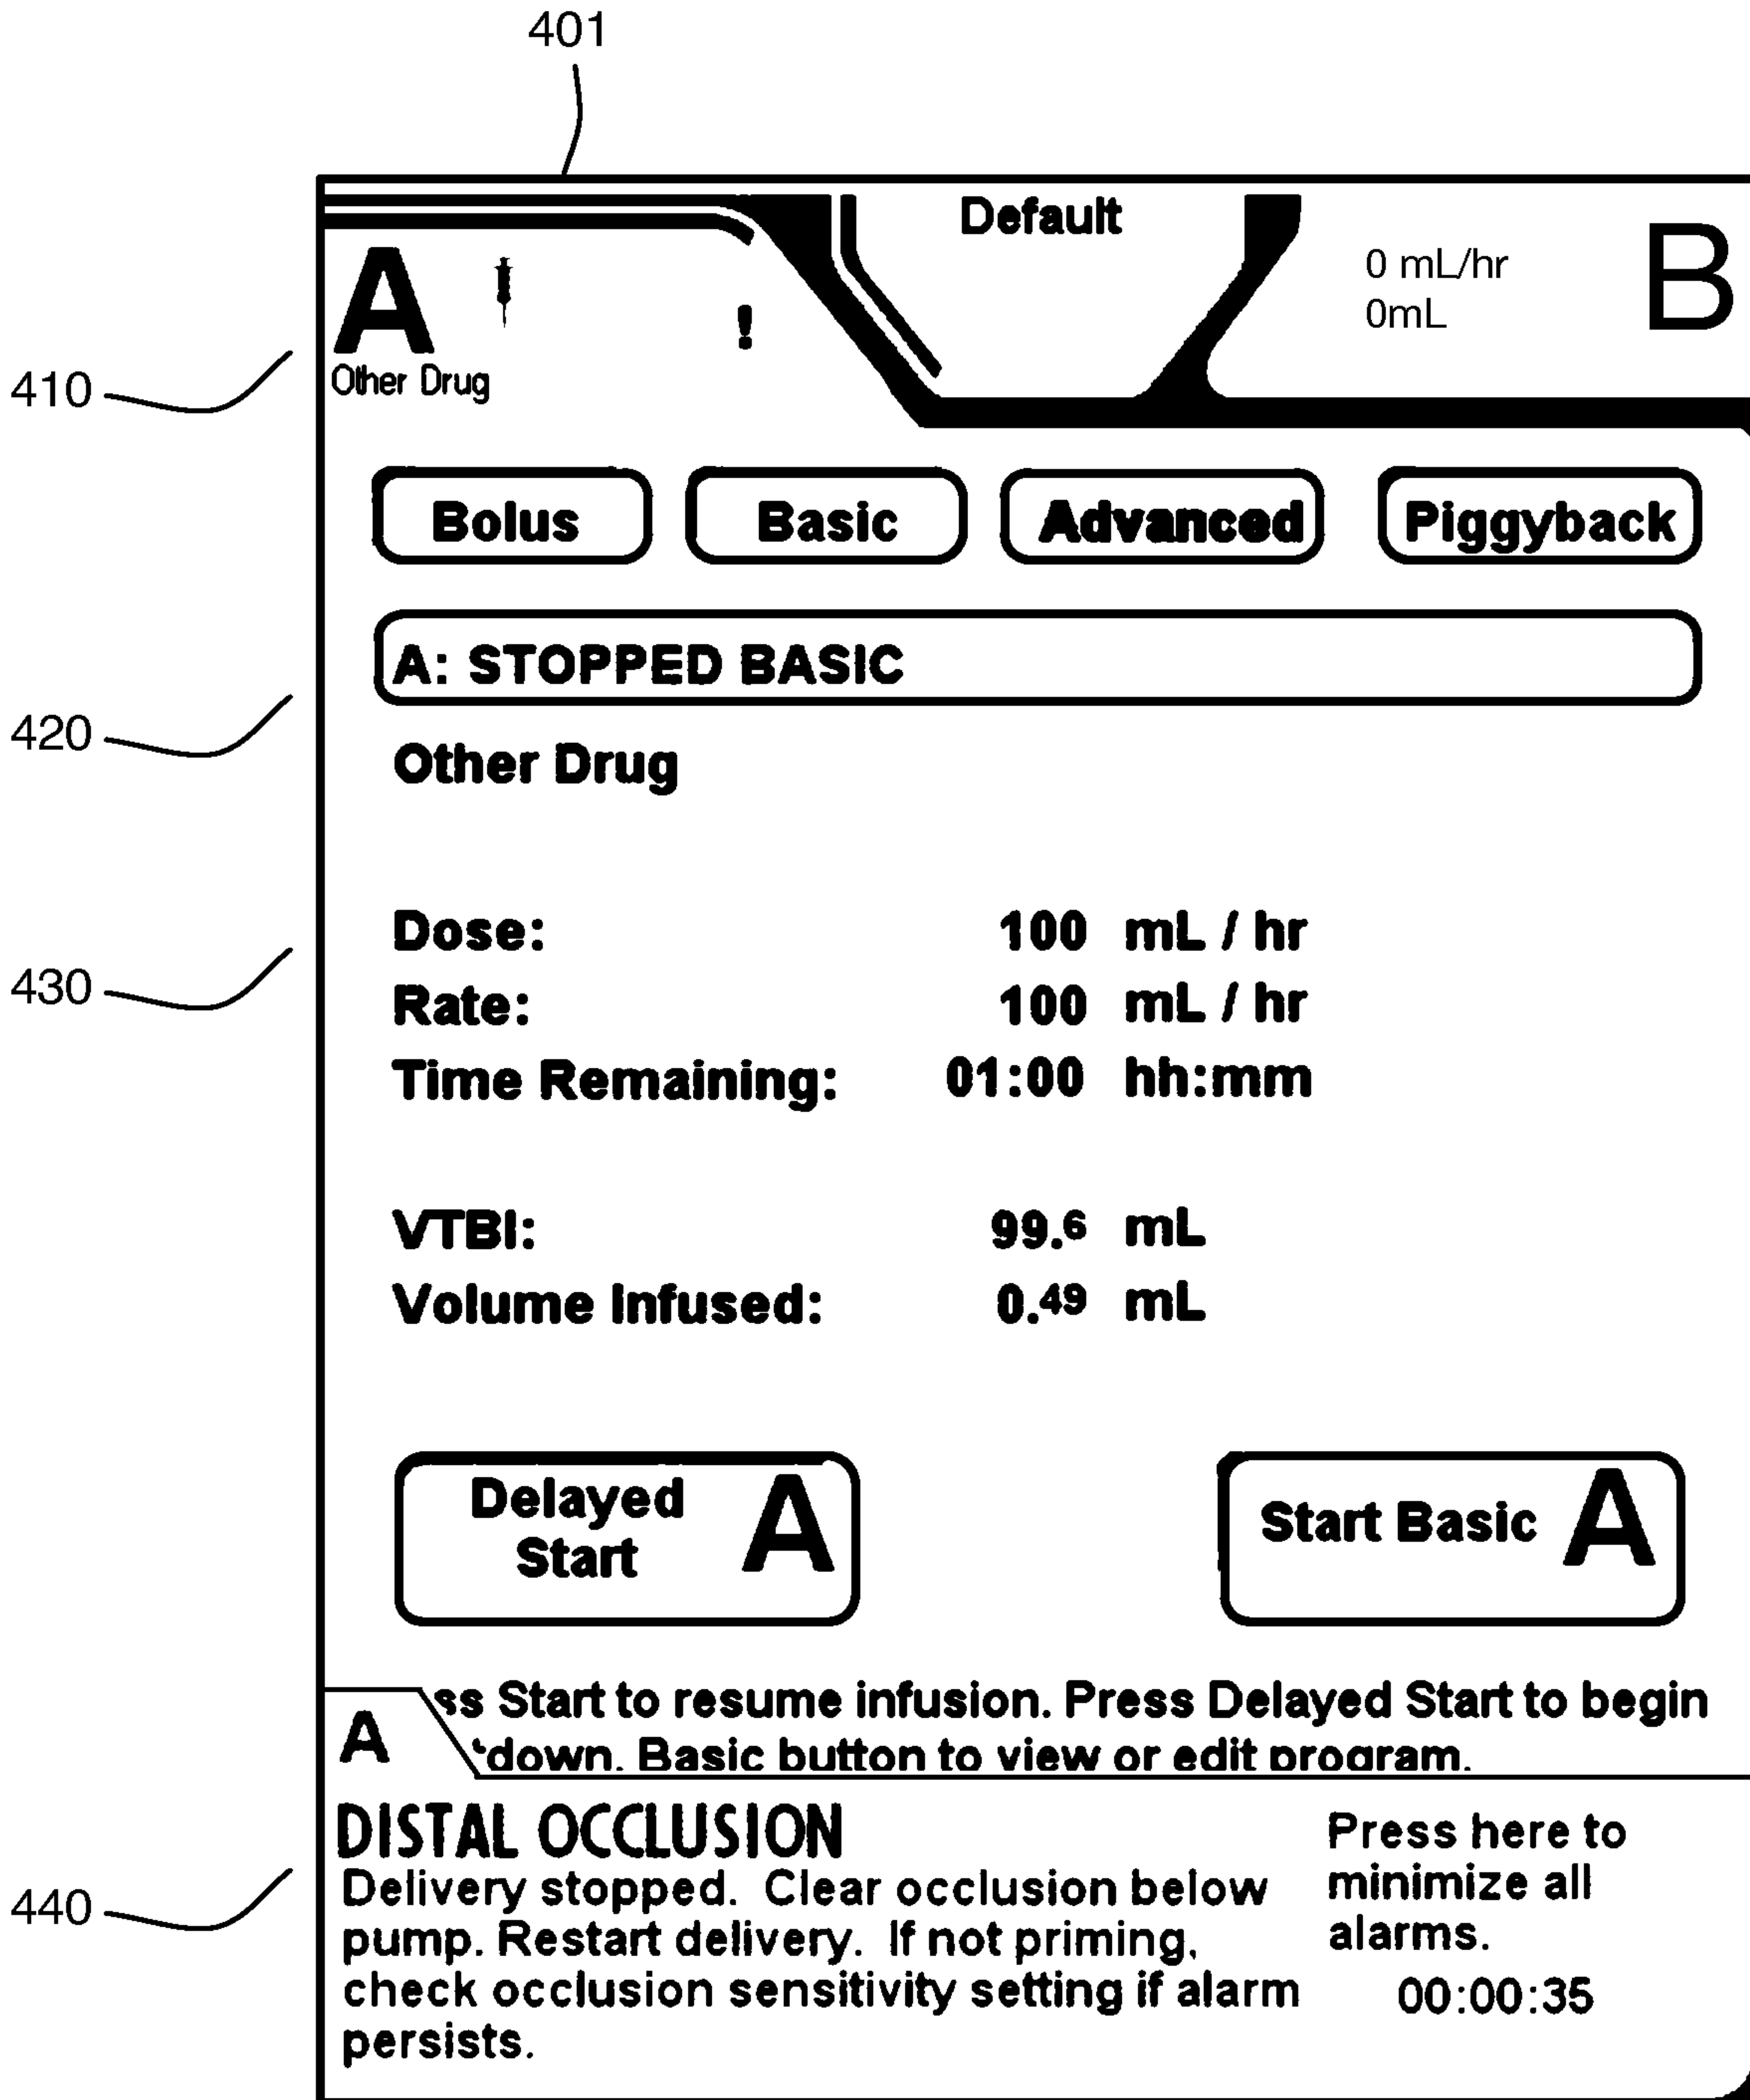 401
Default
A
!
0 mL/hr
B
0mL
410
Other Drug
Bolus Basic Advanced Piggyback
A: STOPPED BASIC
420
Other Drug
Dose: 100 mL / hr
430
Rate: 100 mL / hr
Time Remaining: 01:00 hh:mm
VTBI: 99.6 mL
Volume Infused: 0.49 mL
Delayed
Start
A
Start Basic A
ss Start to resume infusion. Press Delayed Start to begin
A
down. Basic button to view or edit program.
DISTAL OCCLUSION
Delivery stopped. Clear occlusion below
pump. Restart delivery. If not priming,
check occlusion sensitivity setting if alarm
persists.
Press here to
minimize all
alarms.
00:00:35
440